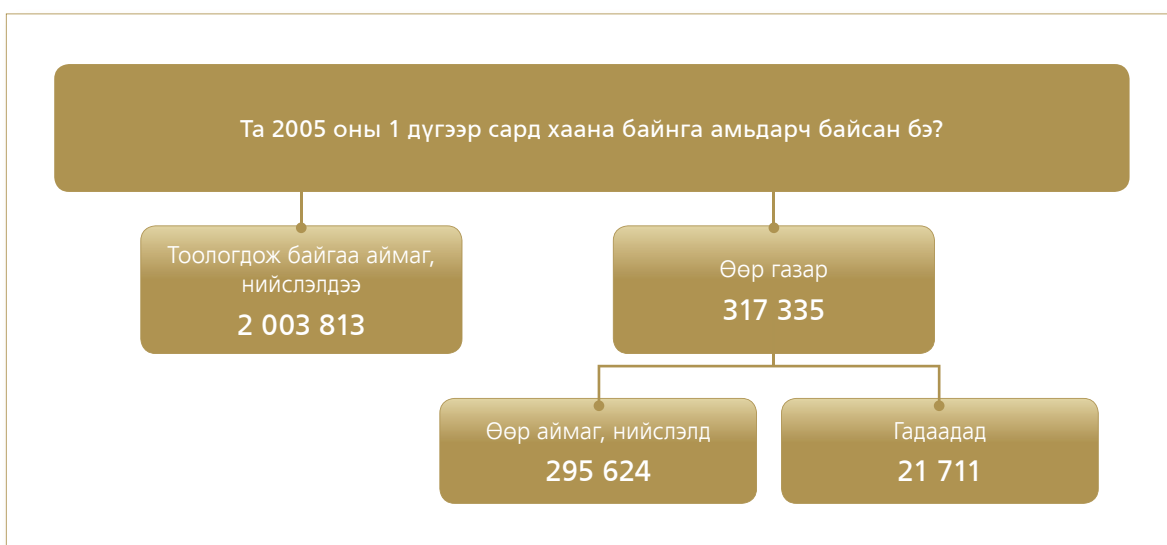 Та 2005 оны 1 дүгээр сард хаана байнга амьдарч байсан бэ?
Тоологдож байгаа аймаг,
нийслэлдээ
2 003 813
Өөр газар
317 335
Өөр аймаг, нийслэлд
295 624
Гадаадад
21 711